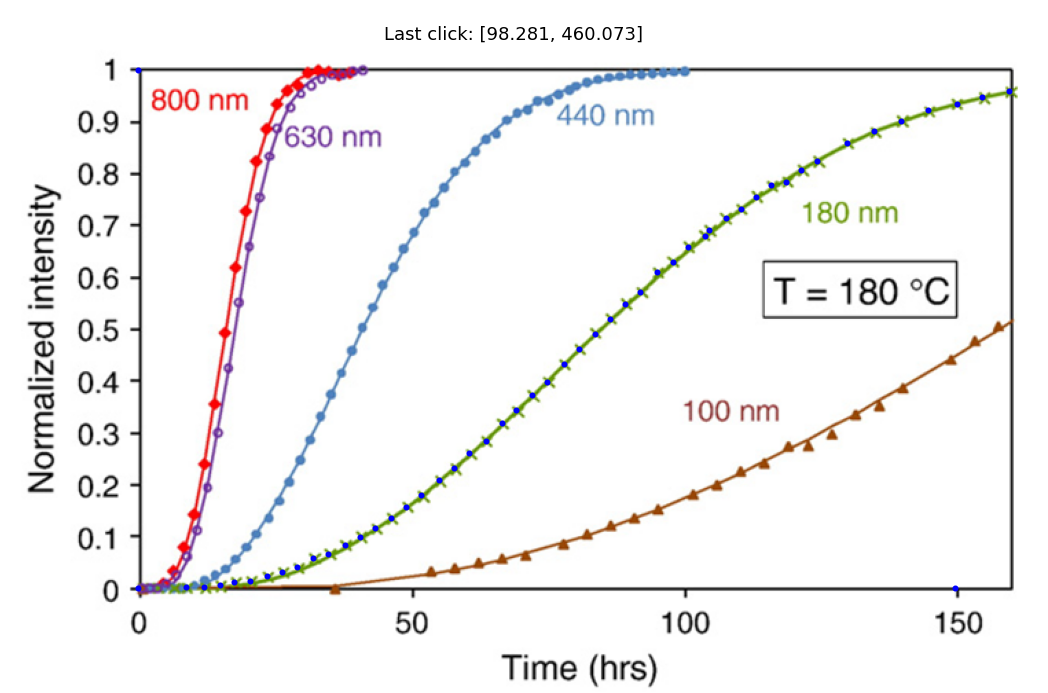 Last click: [98.281, 460.073]
1
0.9
0.8
0.7
0.6
0.5
0.4
0.3
0.2
0.1
0
Normalized intensity
800 nm
630 nm
440 nm
180 nm
T = 180 °C
100 nm
0
50
100
150
Time (hrs)